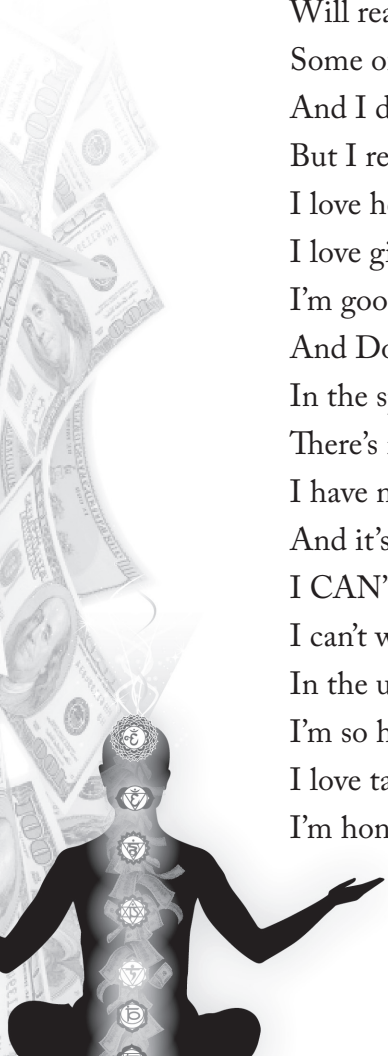 Will rea
Some o
And I d
But I re
I love h
I love gi
I'm goo
And Do
In the s
There's
I have n
And it's
I CAN'
I can't w
In the u
I'm so h
I love ta
I'm hon